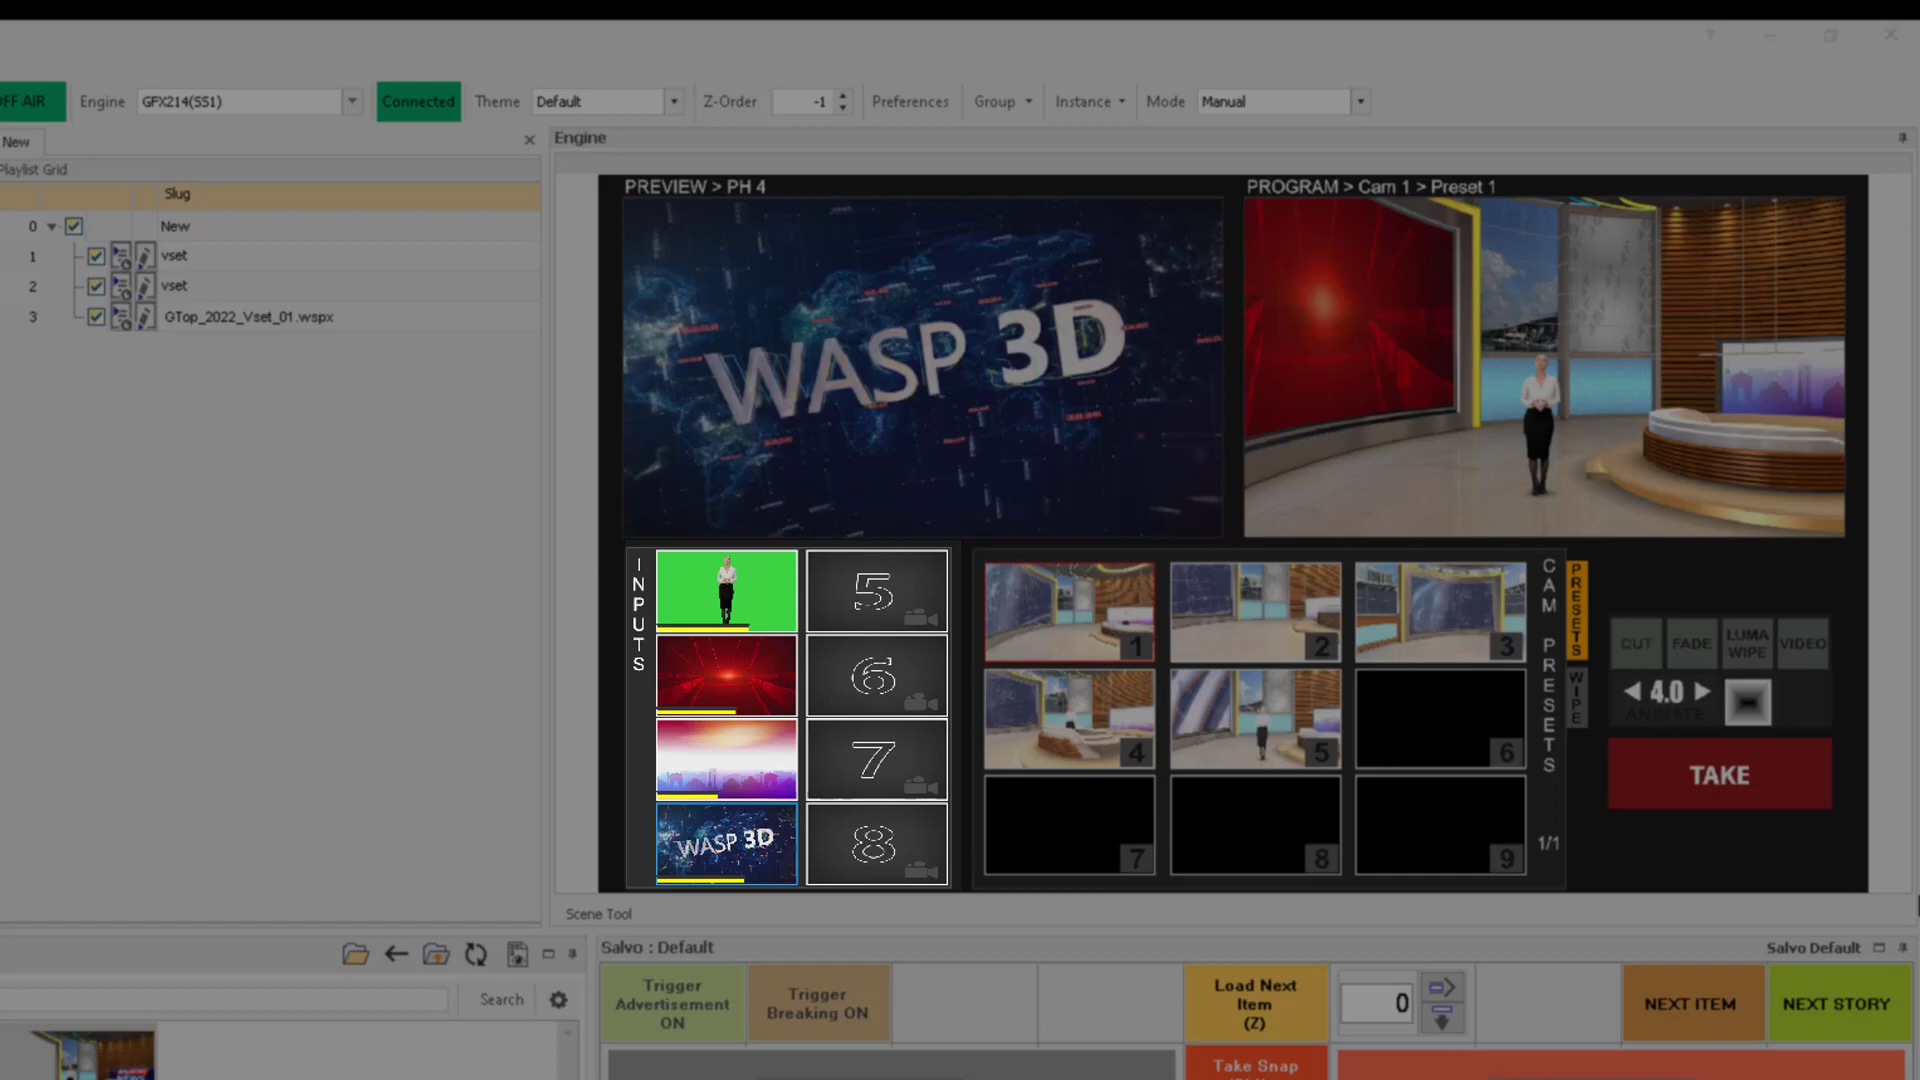 OFF AIR Engine GFX214(SS1) Connected Theme Default Z-Order -1 Preferences Group Instance Mode Manual
New
Engine
Playlist Grid
Slug
0 New
1 vset
2 vset
3 GTop_2022_Vset_01.wspx
PREVIEW > PH 4
PROGRAM > Cam 1 > Preset 1
WASP 3D
INPUTS
5
6
7
WASP 3D
8
1
2
3
4
5
6
7
8
9
CAM PRESETS
1/1
PRESETS
WIPE
CUT
FADE
LUMA
WIPE
VIDEO
4.0
ANIMATE
TAKE
Scene Tool
Search
Salvo : Default
Salvo Default
Trigger
Advertisement
ON
Trigger
Breaking ON
Load Next
Item
(Z)
0
NEXT ITEM
NEXT STORY
Take Snap